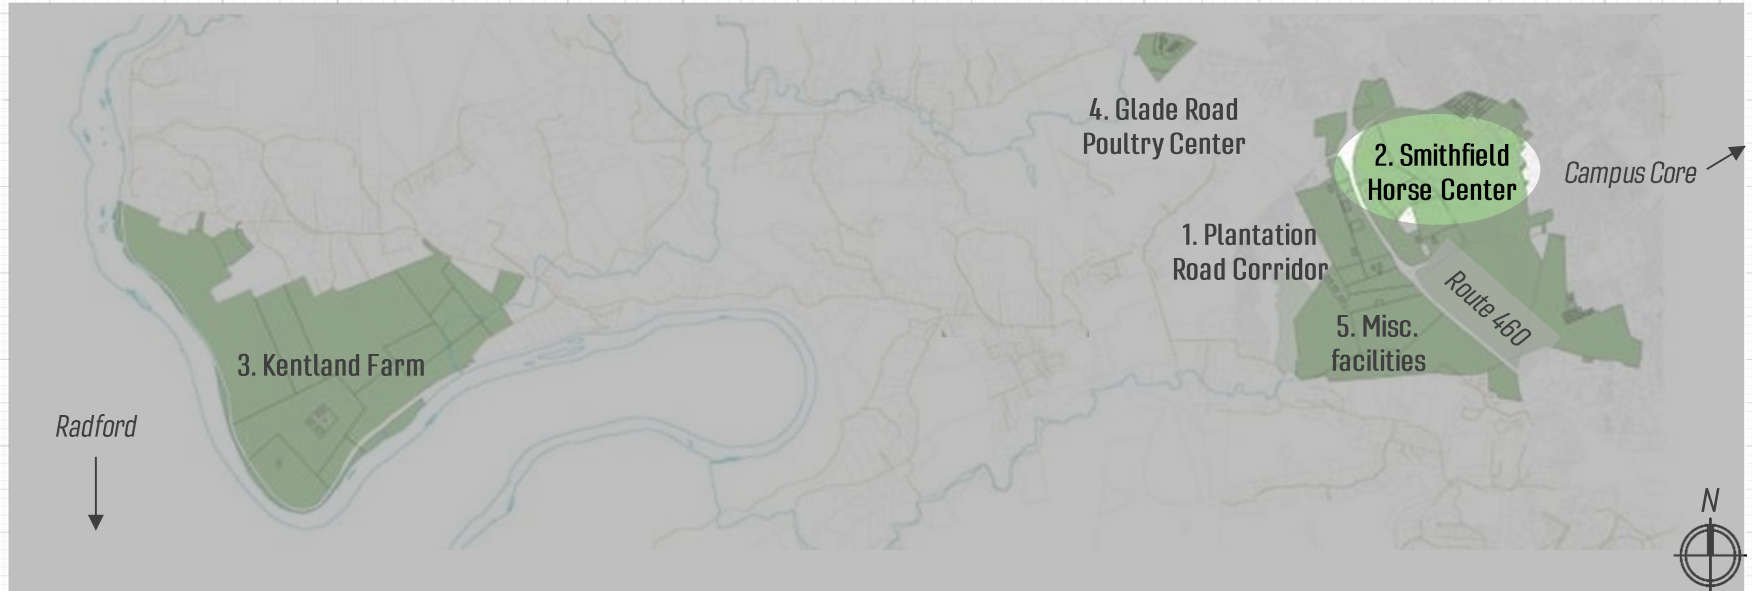 4. Glade Road
Poultry Center
2. Smithfield
Horse Center
Campus Core
1. Plantation
Road Corridor
Route 460
5. Misc.
facilities
3. Kentland Farm
Radford
N